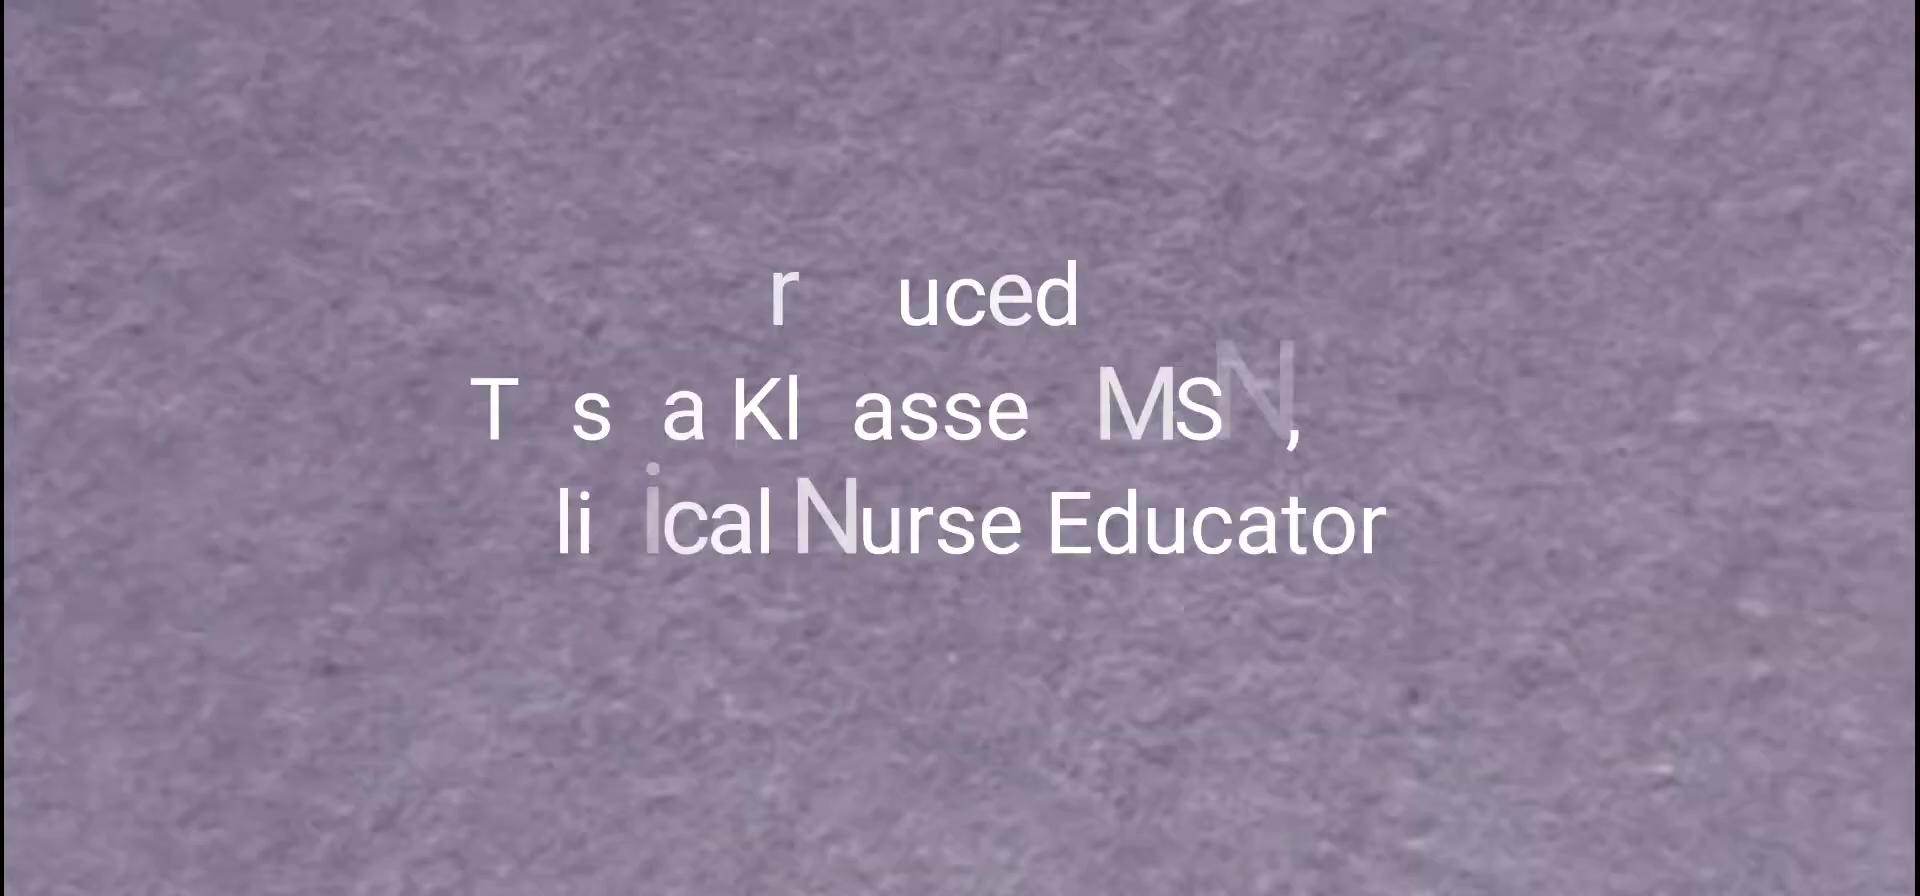 r uced
T s a Kl asse MSN,
li ical Nurse Educator